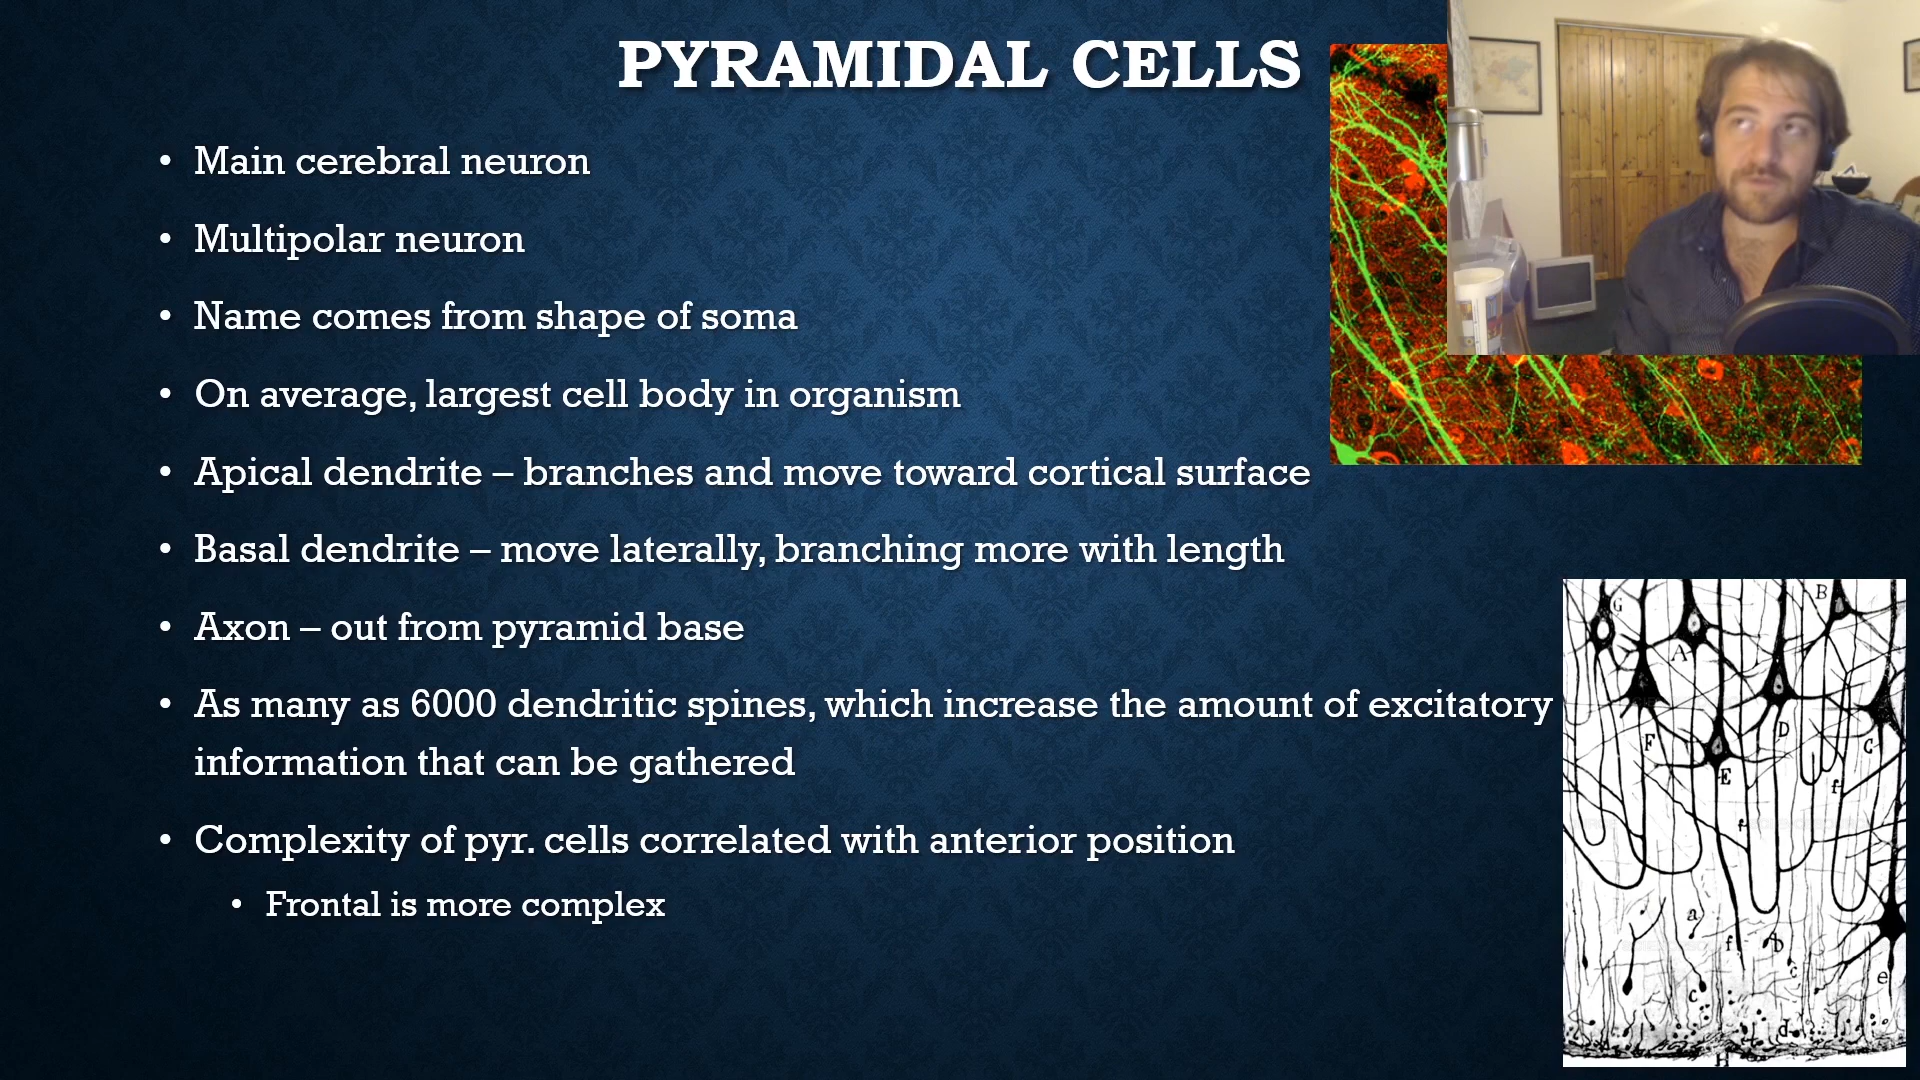 PYRAMIDAL CELLS
• Main cerebral neuron
• Multipolar neuron
• Name comes from shape of soma
• On average, largest cell body in organism
• Apical dendrite – branches and move toward cortical surface
• Basal dendrite – move laterally, branching more with length
• Axon – out from pyramid base
• As many as 6000 dendritic spines, which increase the amount of excitatory
information that can be gathered
• Complexity of pyr. cells correlated with anterior position
• Frontal is more complex
G
B
A
F
D
C
E
f
f
a
f
b
c
e
c
d
H